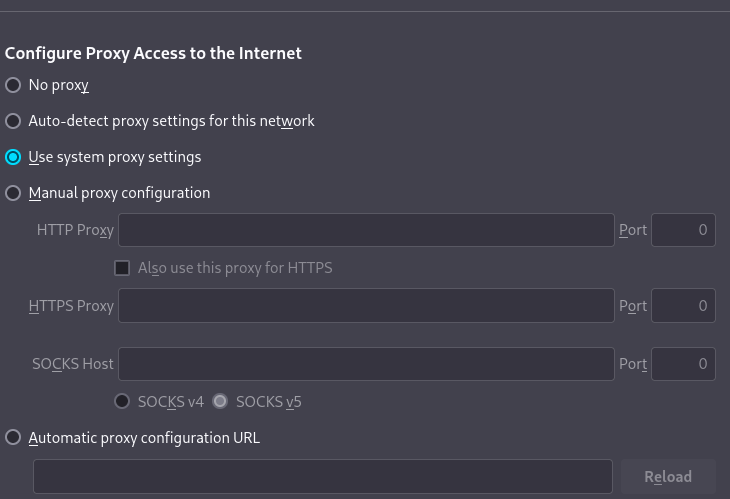 Configure Proxy Access to the Internet
No proxy
Auto-detect proxy settings for this network
Use system proxy settings
Manual proxy configuration
HTTP Proxy Port 0
Also use this proxy for HTTPS
HTTPS Proxy Port 0
SOCKS Host Port 0
SOCKS v4 SOCKS v5
Automatic proxy configuration URL
Reload